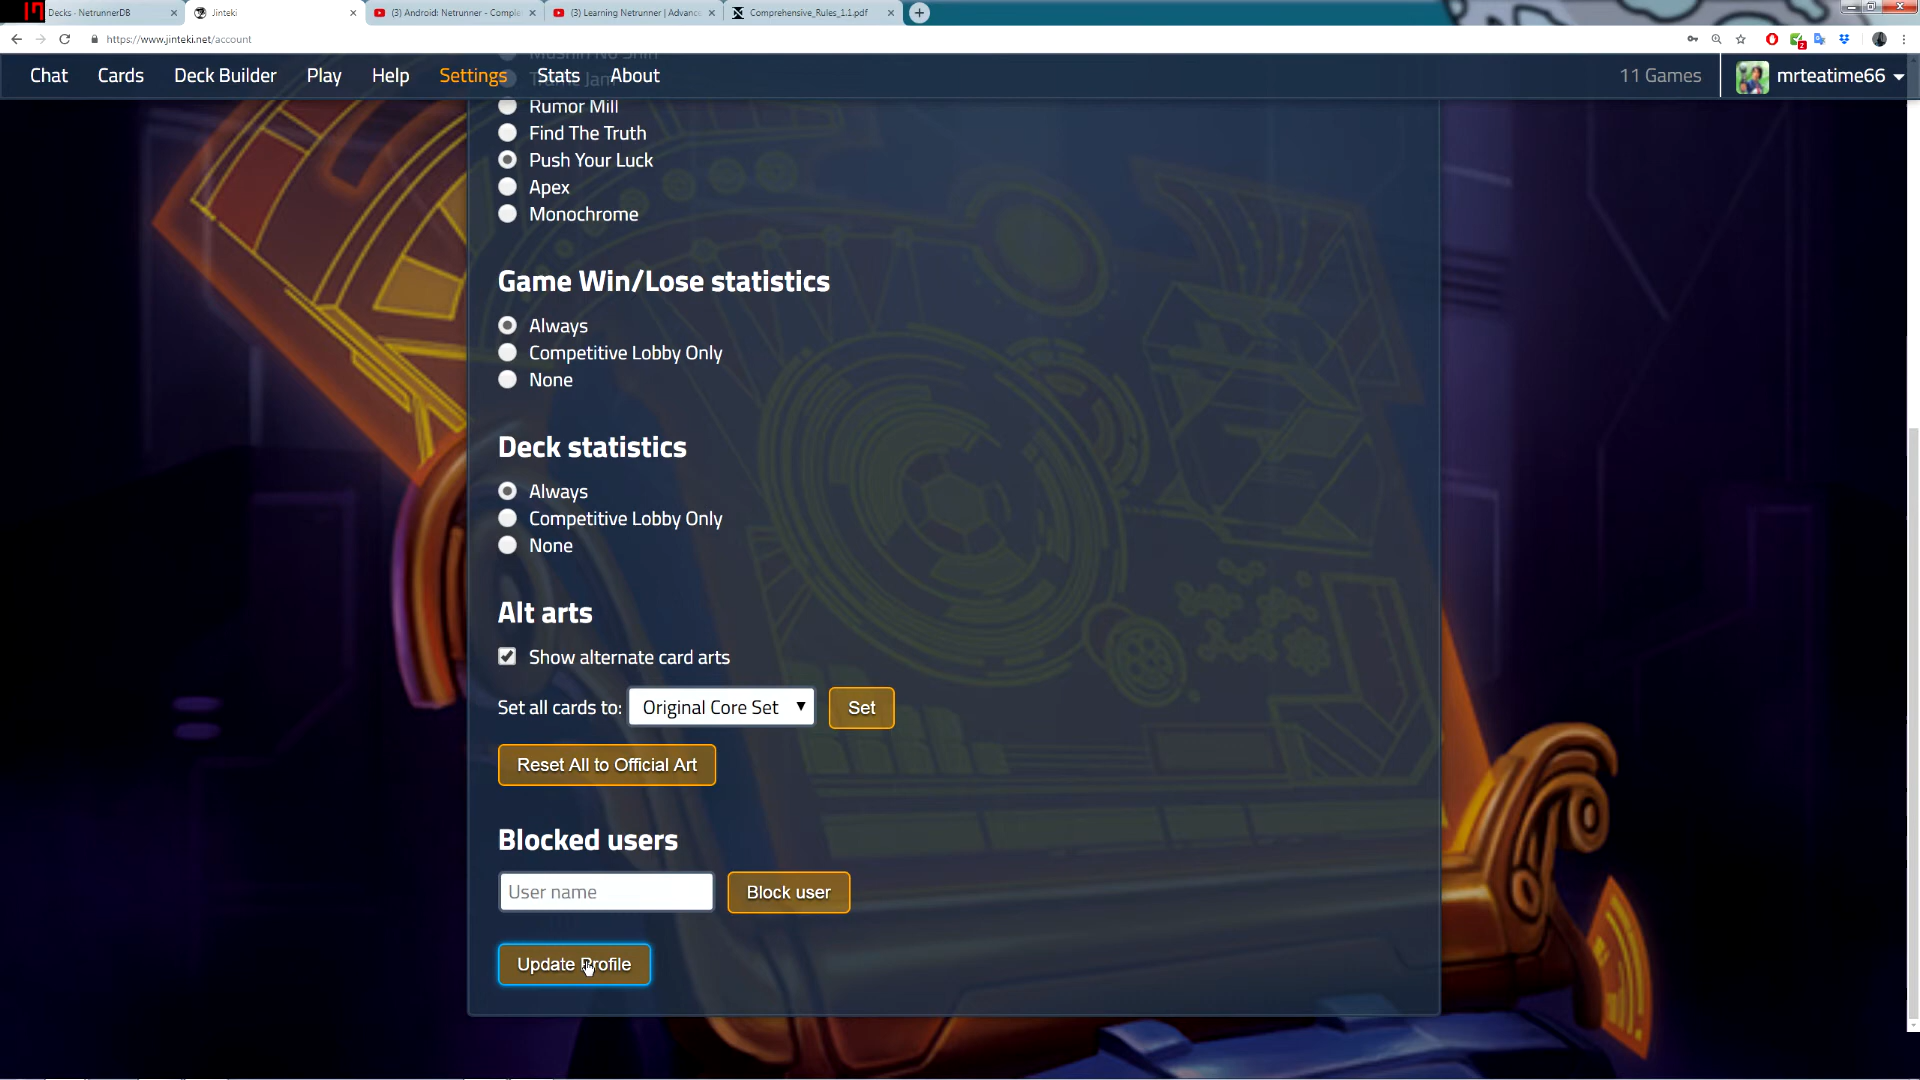 Decks · NetrunnerDB
Jinteki
(3) Android: Netrunner - Comple
(3) Learning Netrunner | Advanc
Comprehensive_Rules_1.1.pdf
https://www.jinteki.net/account
2
Chat
Cards
Deck Builder
Play
Help
Settings
Stats
About
11 Games
mrteatime66
Rumor Mill
Find The Truth
Push Your Luck
Apex
Monochrome
Game Win/Lose statistics
Always
Competitive Lobby Only
None
Deck statistics
Always
Competitive Lobby Only
None
Alt arts
Show alternate card arts
Set all cards to: Original Core Set Set
Reset All to Official Art
Blocked users
User name Block user
Update Profile